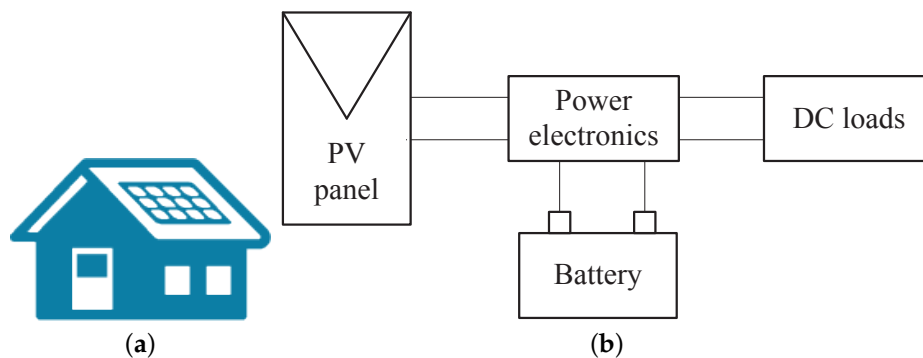 PV
panel
Power
electronics
DC loads
Battery
(a)
(b)